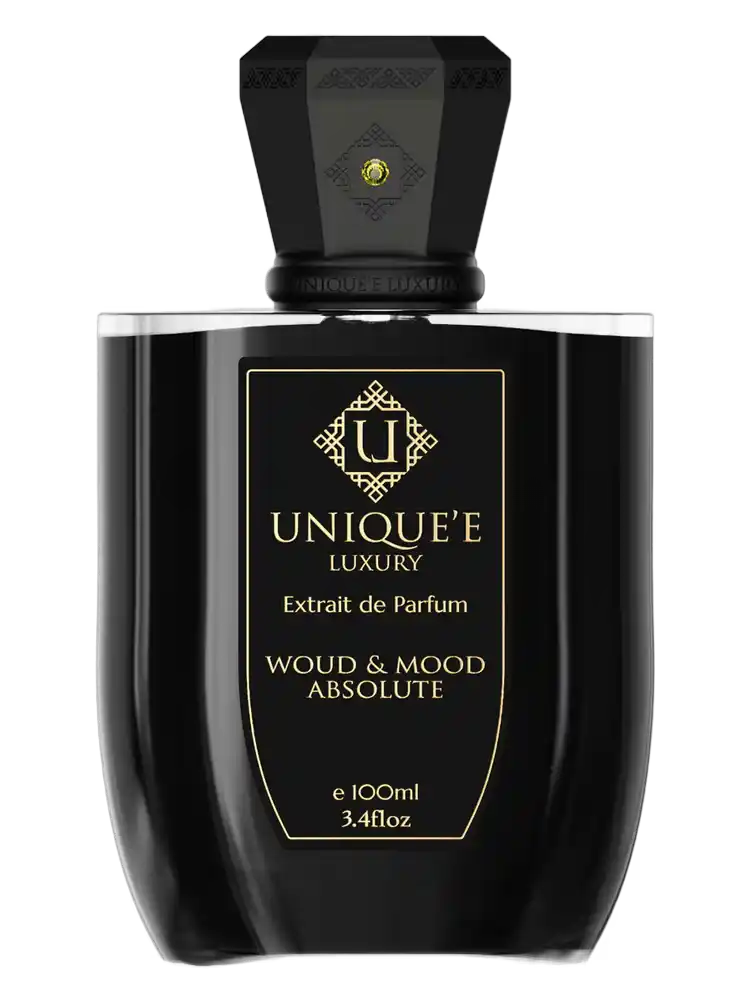 UNIQUE E LUXURY
U
UNIQUE'E
LUXURY
Extrait de Parfum
WOUD & MOOD
ABSOLUTE
e 100ml
3.4floz